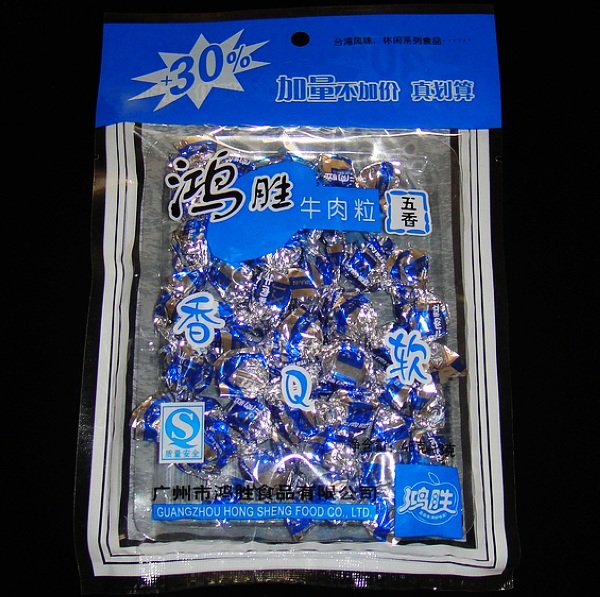 台湾风味、休闲系列食品······
+30%
加量不加价 真划算
鸿胜 牛肉粒 五香
香 Q 软
QS
质量安全
广州市鸿胜食品有限公司
GUANGZHOU HONG SHENG FOOD CO., LTD.
鸿胜